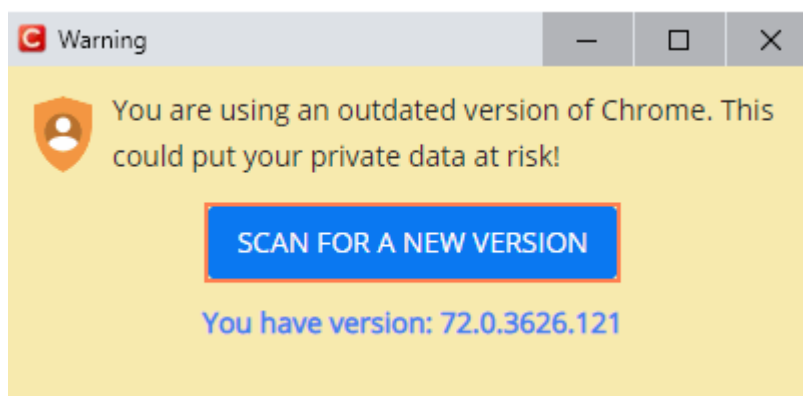 Warning
You are using an outdated version of Chrome. This
could put your private data at risk!
SCAN FOR A NEW VERSION
You have version: 72.0.3626.121